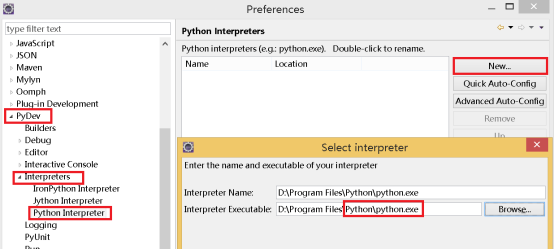 Preferences
type filter text
JavaScript
JSON
Maven
Mylyn
Oomph
Plug-in Development
PyDev
Builders
Debug
Editor
Interactive Console
Interpreters
IronPython Interpreter
Jython Interpreter
Python Interpreter
Logging
PyUnit
Run
Python Interpreters
Python interpreters (e.g.: python.exe).   Double-click to rename.
Name Location
New...
Quick Auto-Config
Advanced Auto-Config
Remove
Up
Select interpreter
Enter the name and executable of your interpreter
Interpreter Name: D:\Program Files\Python\python.exe
Interpreter Executable: D:\Program Files\Python\python.exe Browse...